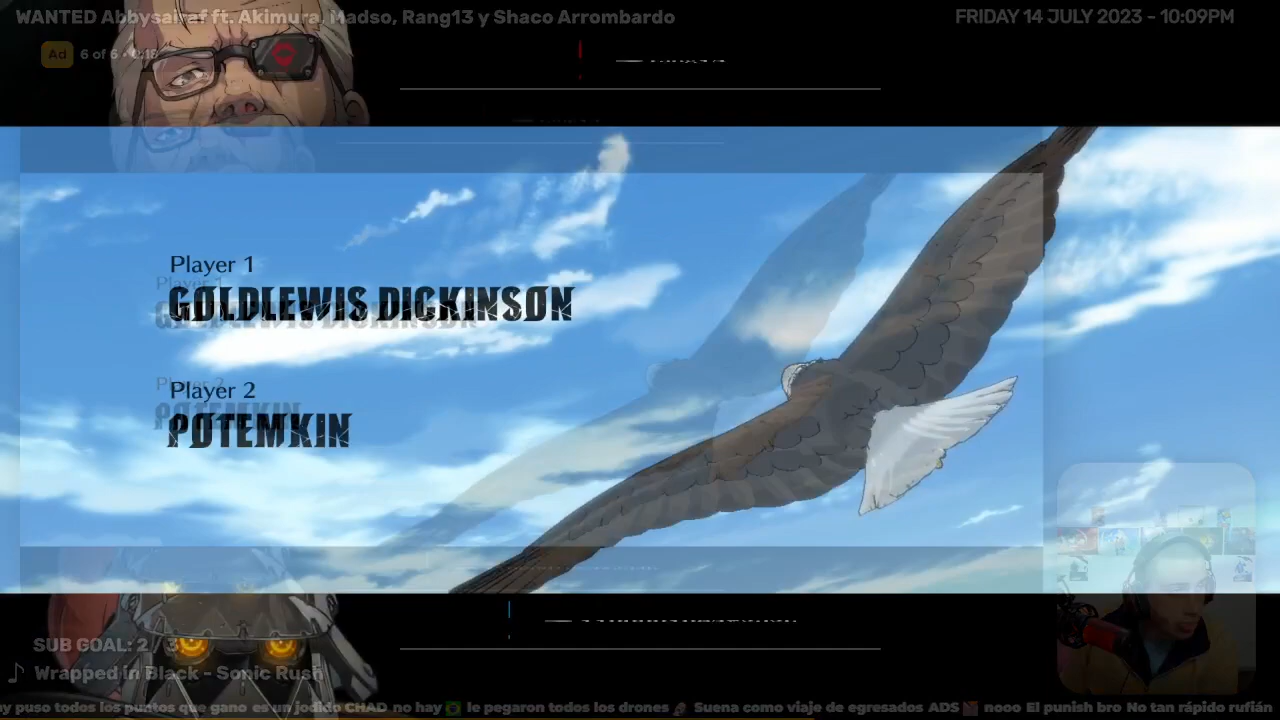 WANTED Abbysairaf ft. Akimura, Madso, Rang13 y Shaco Arrombardo
FRIDAY 14 JULY 2023 - 10:09PM
Ad 6 of 6 • 0:18
Player 1
GOLDLEWIS DICKINSON
Player 2
POTEMKIN
SUB GOAL: 2 / 3
Wrapped in Black - Sonic Rush
puso todos los puntos que gano es un jodido CHAD no hay le pegaron todos los drones Suena como viaje de egresados ADS nooo El punish bro No tan rápido rufián